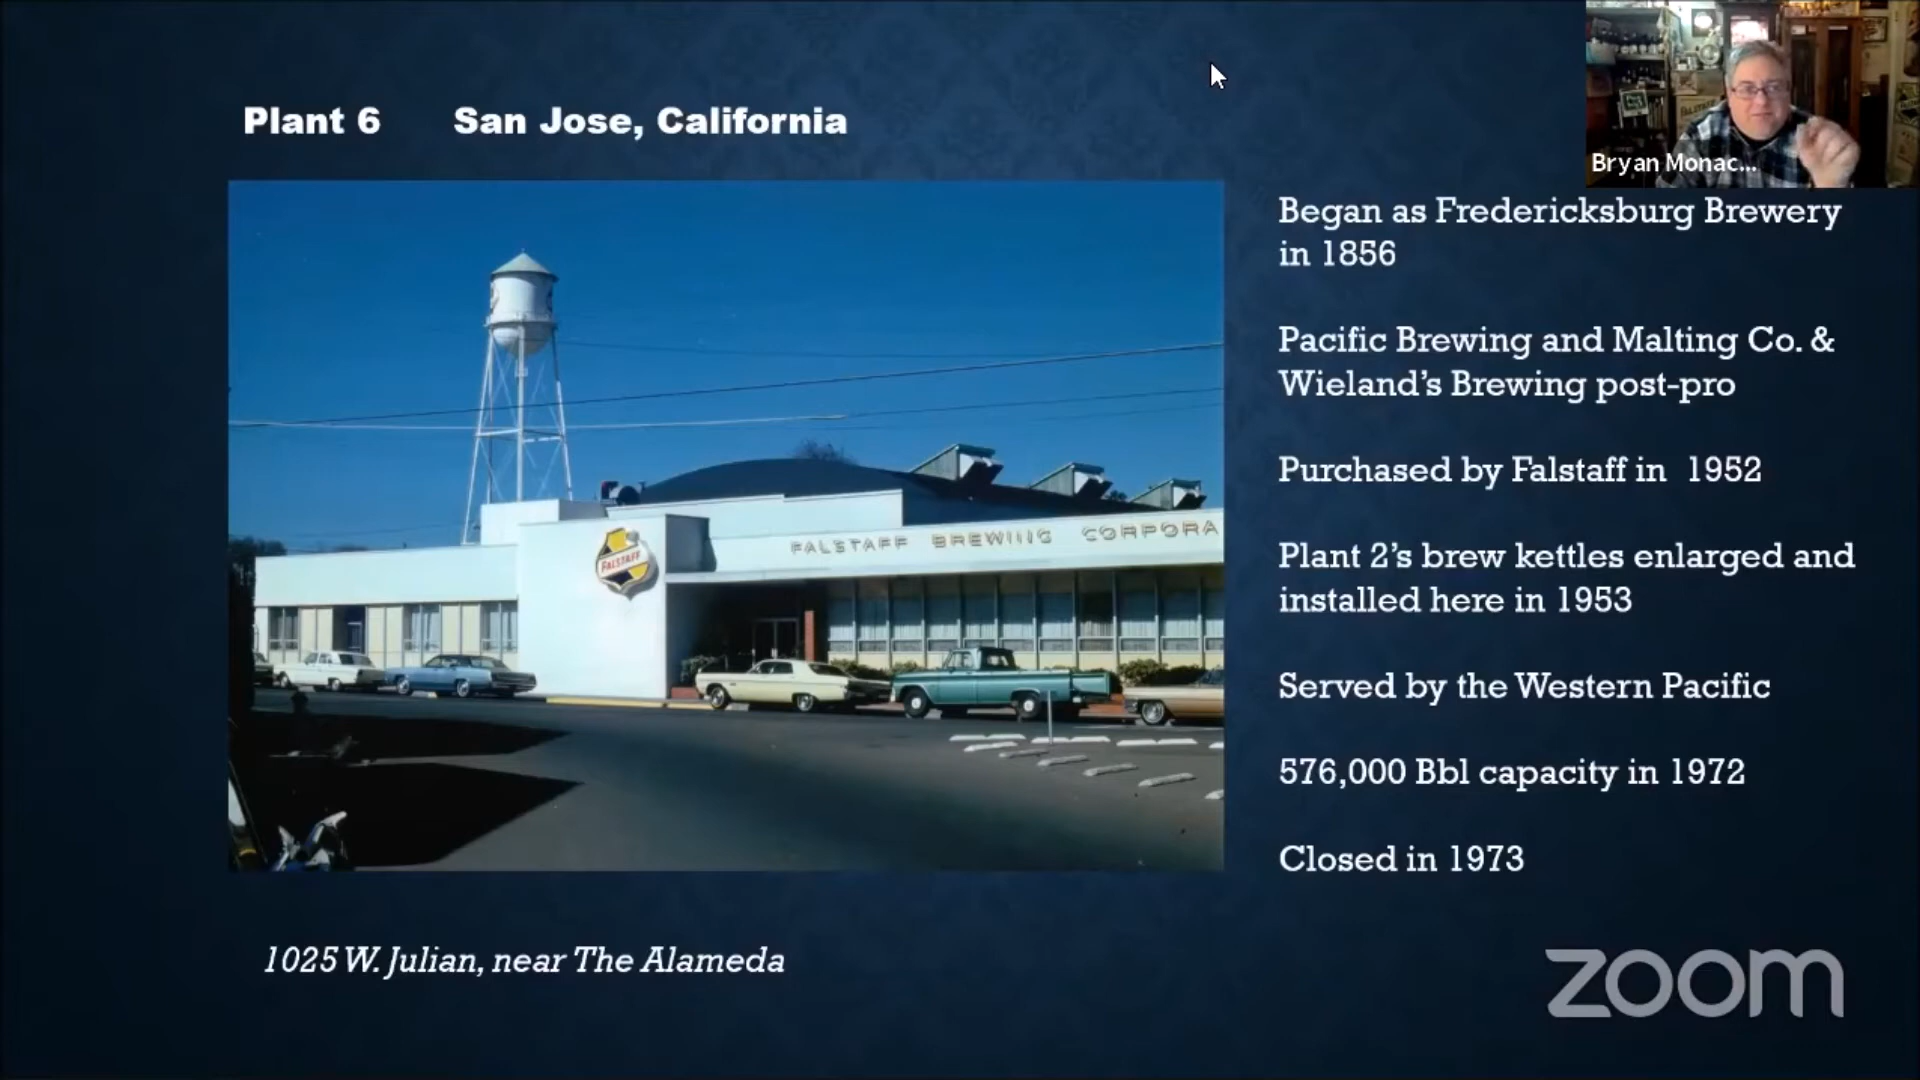 Plant 6 San Jose, California
Bryan Monac...
Began as Fredericksburg Brewery
in 1856
Pacific Brewing and Malting Co. &
Wieland's Brewing post-pro
Purchased by Falstaff in 1952
Plant 2's brew kettles enlarged and
installed here in 1953
Served by the Western Pacific
576,000 Bbl capacity in 1972
Closed in 1973
FALSTAFF BREWING CORPORA
FALSTAFF
1025 W. Julian, near The Alameda
zoom